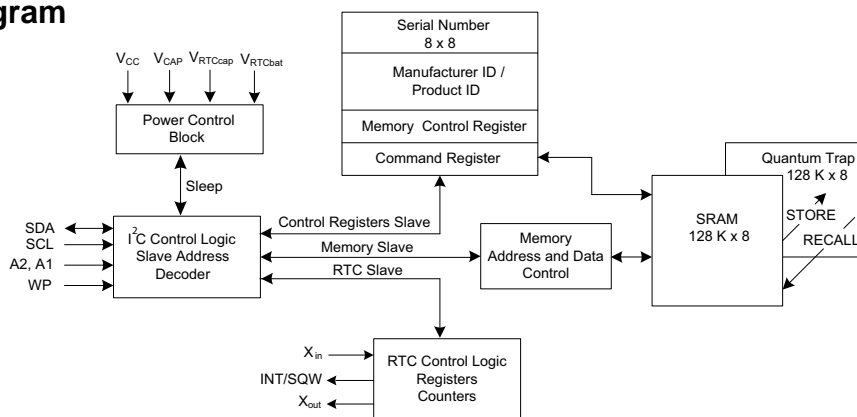 gram
Serial Number
8 x 8
Manufacturer ID /
Product ID
Memory Control Register
Command Register
VCC VCAP VRTCcap VRTCbat
Power Control
Block
Sleep
Quantum Trap
128 K x 8
SRAM
128 K x 8
STORE
RECALL
SDA
SCL
A2, A1
WP
I2C Control Logic
Slave Address
Decoder
Control Registers Slave
Memory Slave
RTC Slave
Memory
Address and Data
Control
Xin
INT/SQW
Xout
RTC Control Logic
Registers
Counters